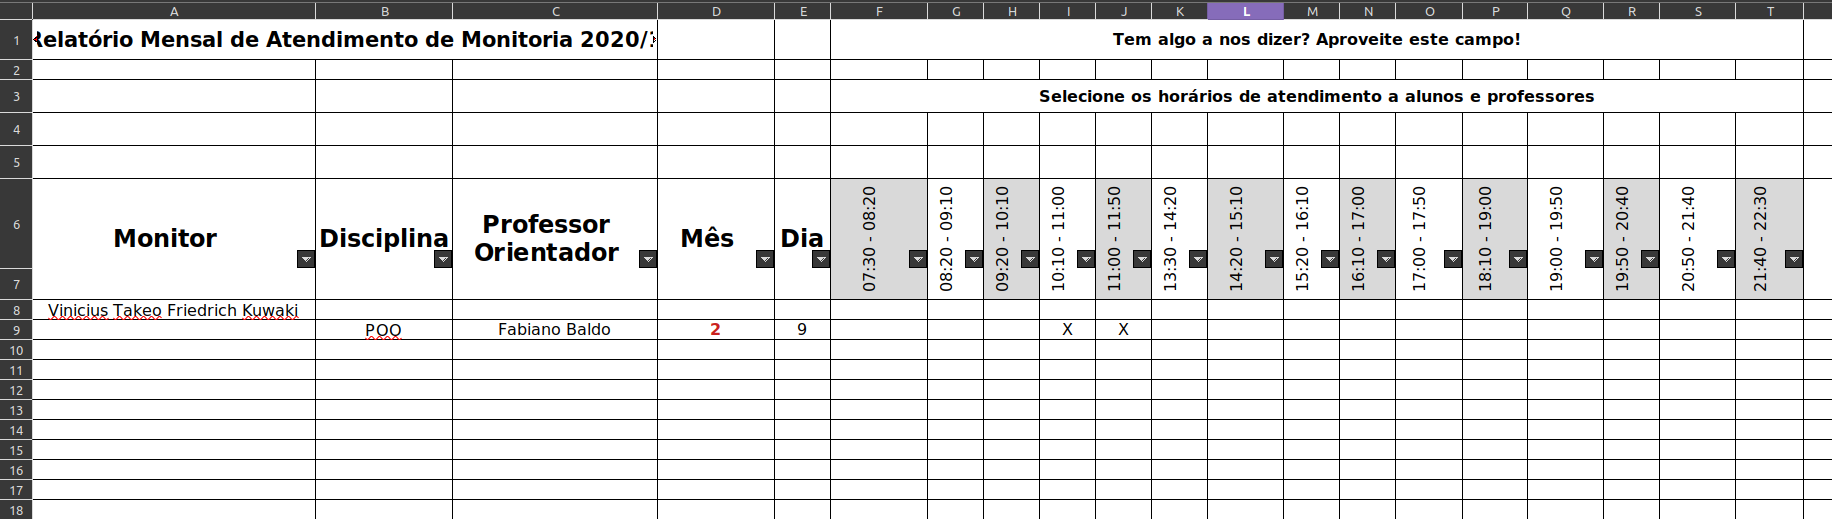 A B C D E F G H I J K L M N O P Q R S T
1 Relatório Mensal de Atendimento de Monitoria 2020/ Tem algo a nos dizer? Aproveite este campo!
2
3 Selecione os horários de atendimento a alunos e professores
4
5
6 Monitor Disciplina Professor Orientador Mês Dia 07:30 - 08:20 08:20 - 09:10 09:20 - 10:10 10:10 - 11:00 11:00 - 11:50 13:30 - 14:20 14:20 - 15:10 15:20 - 16:10 16:10 - 17:00 17:00 - 17:50 18:10 - 19:00 19:00 - 19:50 19:50 - 20:40 20:50 - 21:40 21:40 - 22:30
7
8 Vinicius Takeo Friedrich Kuwaki
9 POO Fabiano Baldo 2 9 X X
10
11
12
13
14
15
16
17
18